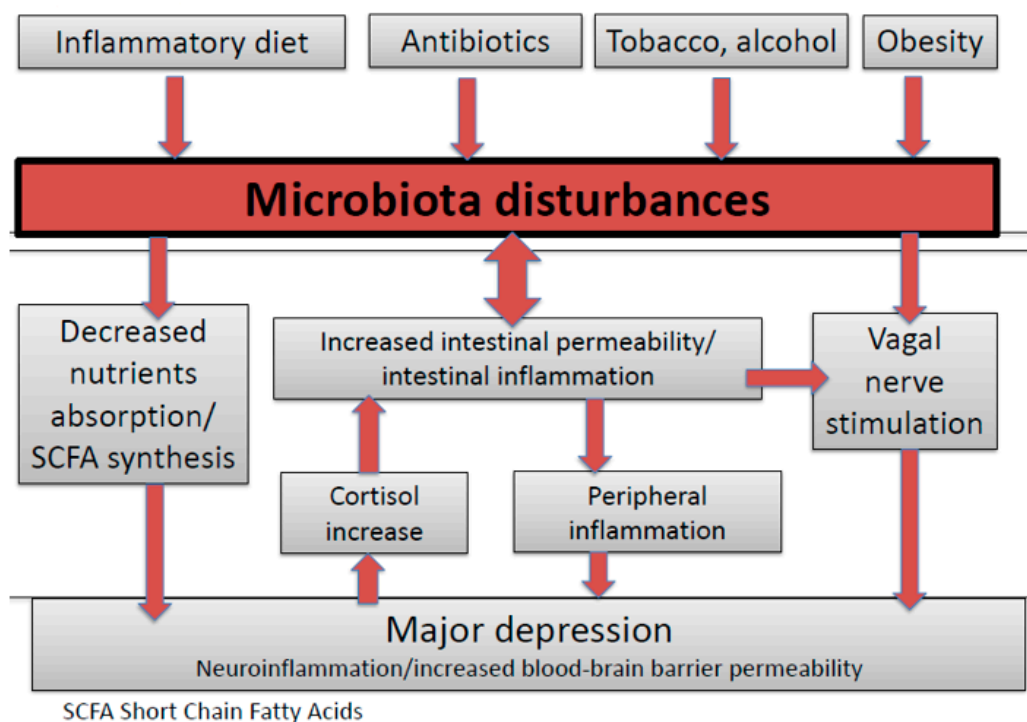 Inflammatory diet
Antibiotics
Tobacco, alcohol
Obesity
Microbiota disturbances
Decreased
nutrients
absorption/
SCFA synthesis
Increased intestinal permeability/
intestinal inflammation
Vagal
nerve
stimulation
Cortisol
increase
Peripheral
inflammation
Major depression
Neuroinflammation/increased blood-brain barrier permeability
SCFA Short Chain Fatty Acids